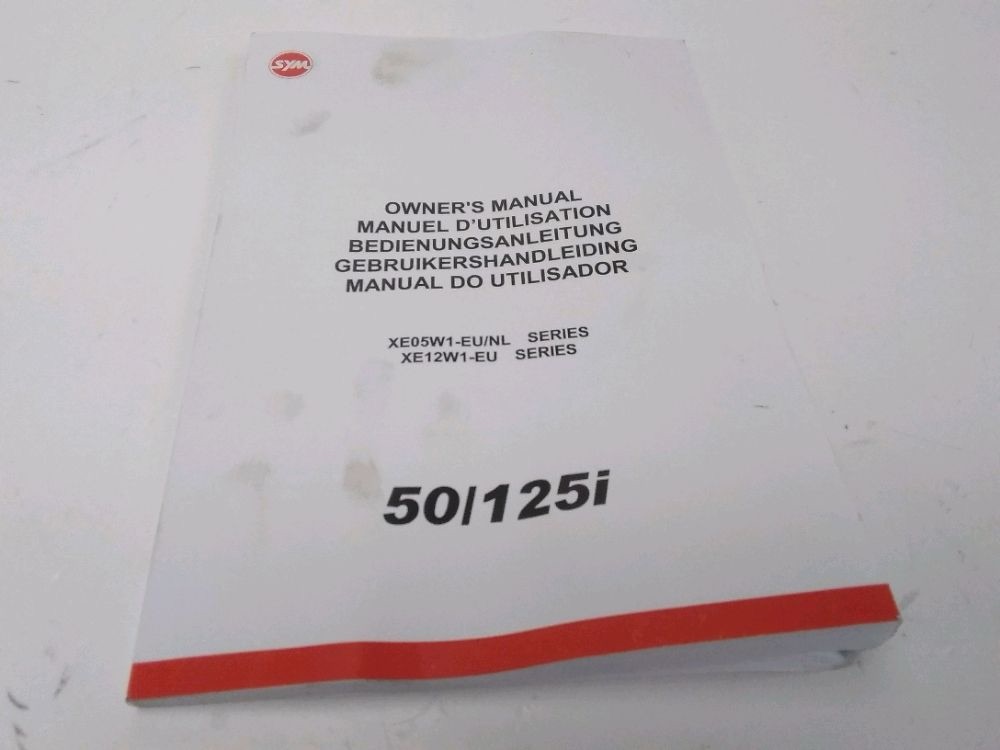 SYM
OWNER'S MANUAL
MANUEL D'UTILISATION
BEDIENUNGSANLEITUNG
GEBRUIKERSHANDLEIDING
MANUAL DO UTILISADOR
XE05W1-EU/NL SERIES
XE12W1-EU SERIES
50/125i